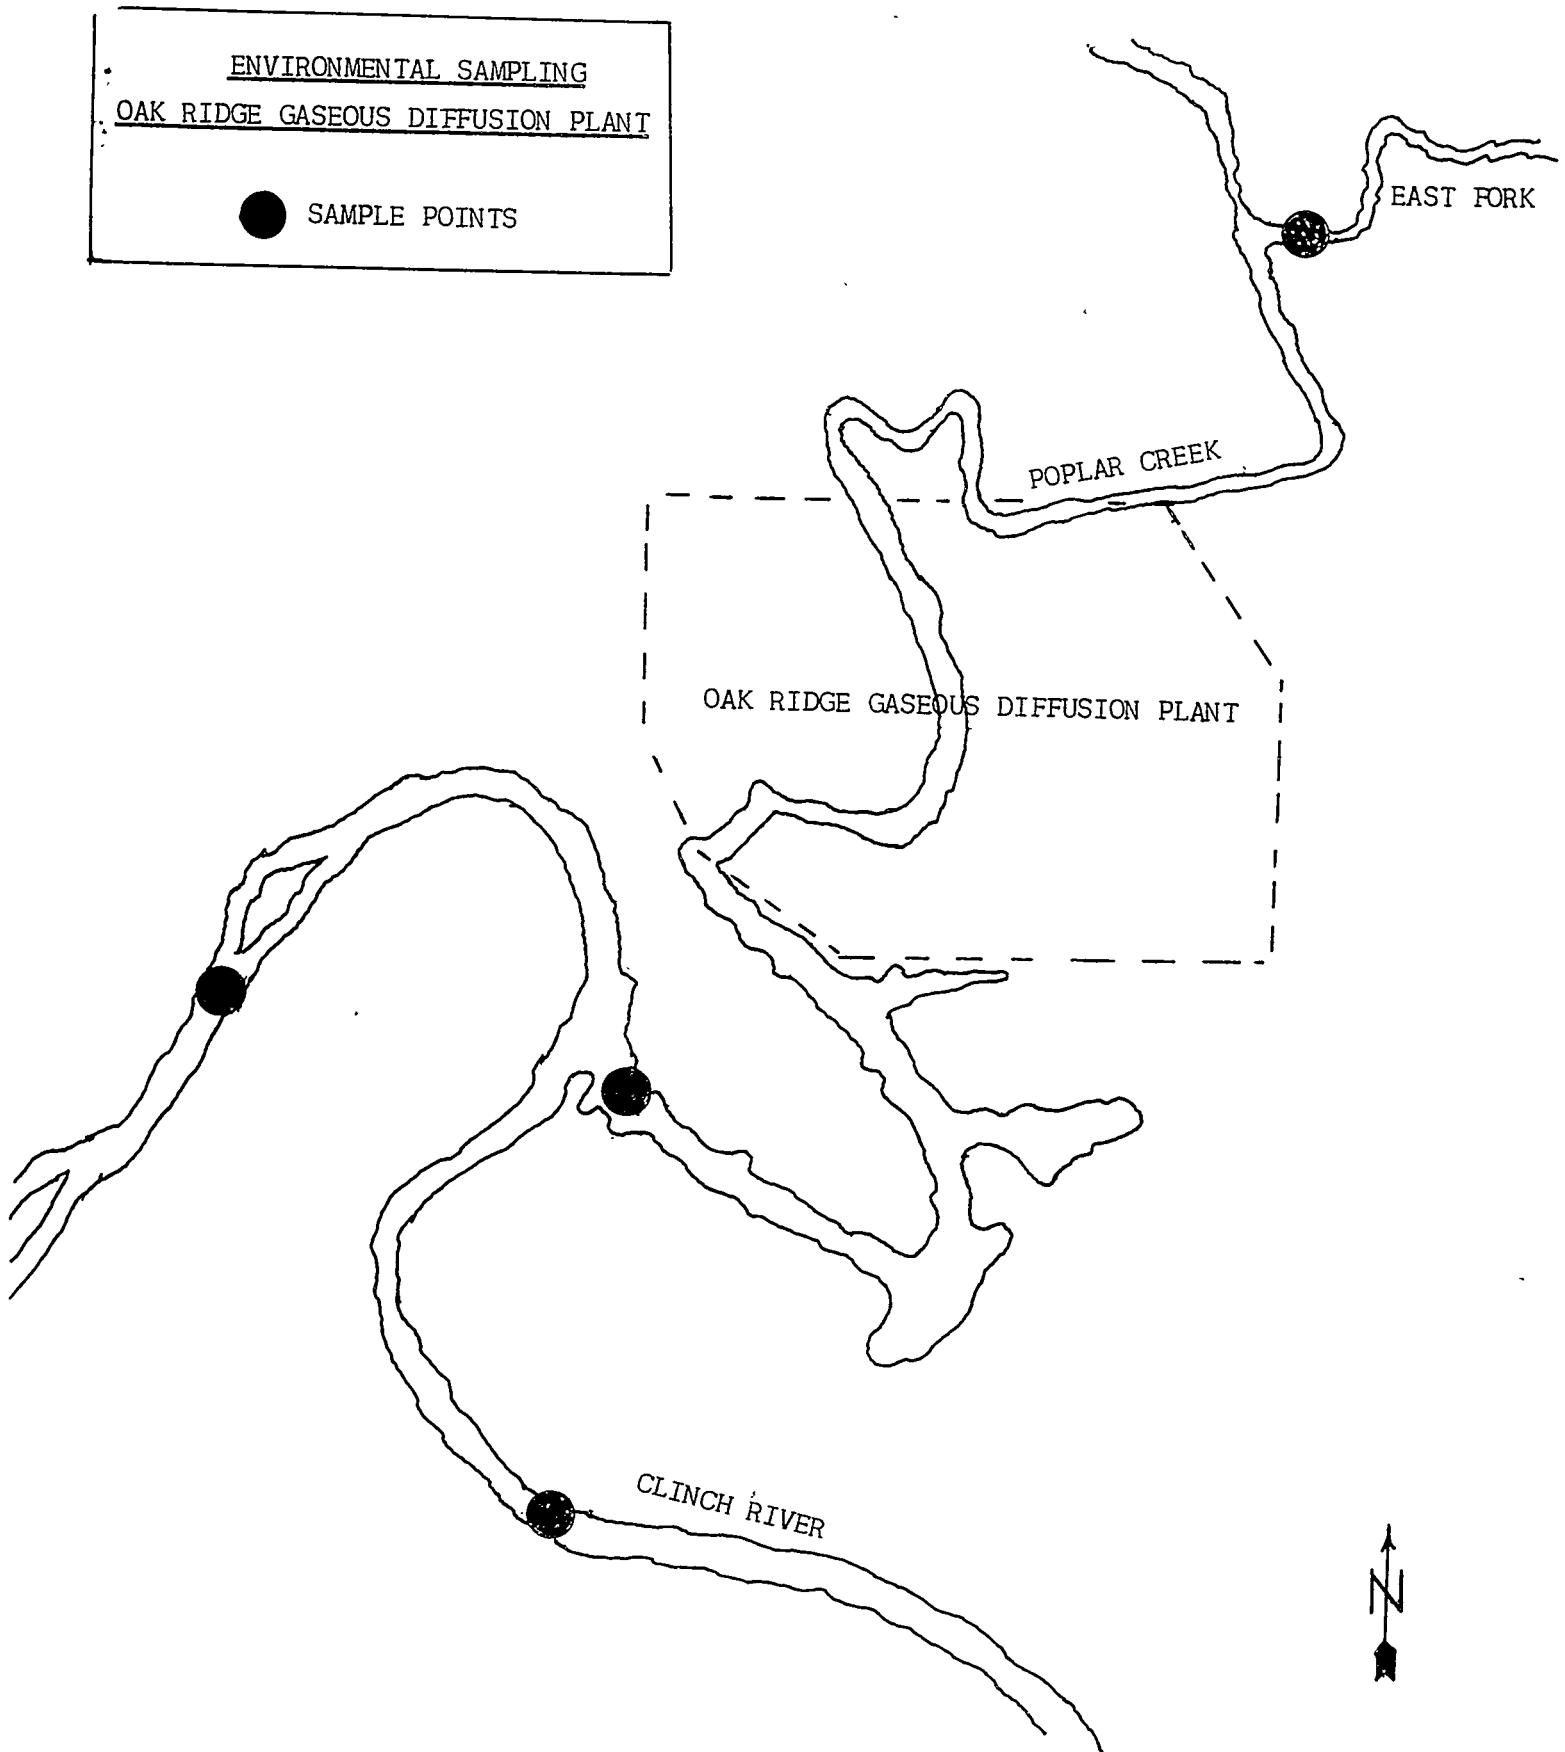 ENVIRONMENTAL SAMPLING
OAK RIDGE GASEOUS DIFFUSION PLANT
SAMPLE POINTS
EAST FORK
POPLAR CREEK
OAK RIDGE GASEOUS DIFFUSION PLANT
CLINCH RIVER
N